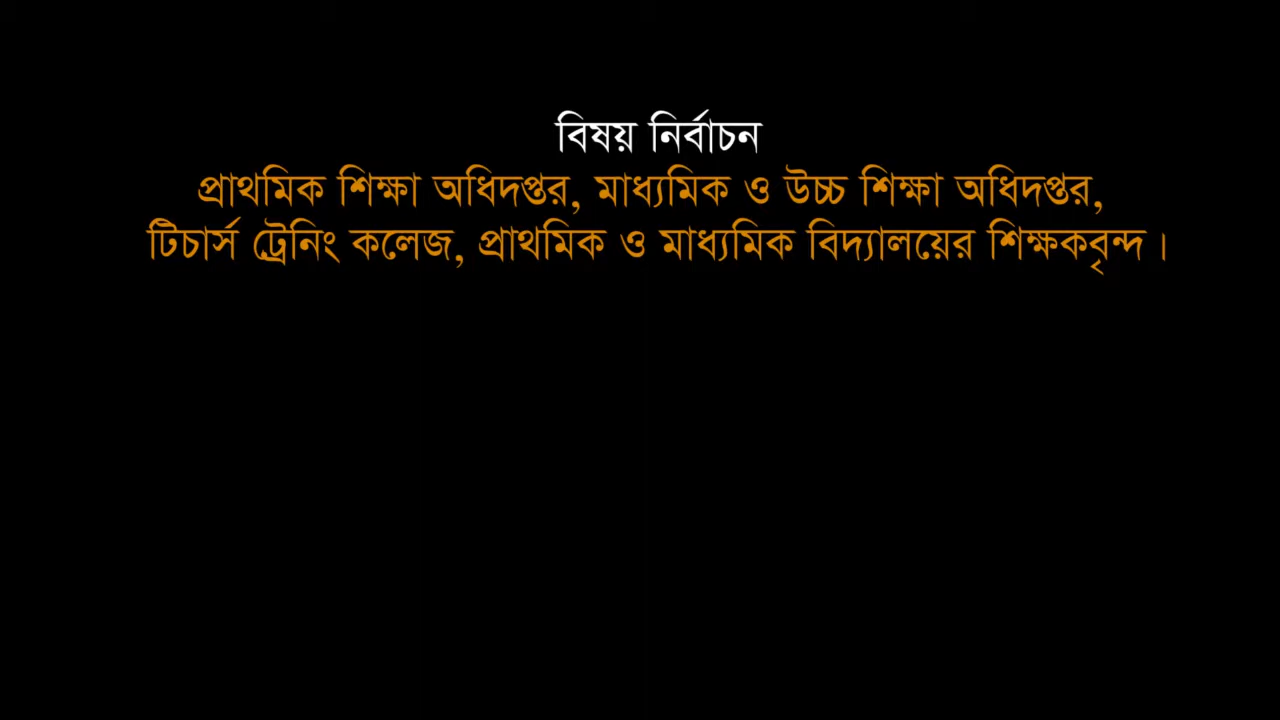 বিষয় নির্বাচন
প্রাথমিক শিক্ষা অধিদপ্তর, মাধ্যমিক ও উচ্চ শিক্ষা অধিদপ্তর,
টিচার্স ট্রেনিং কলেজ, প্রাথমিক ও মাধ্যমিক বিদ্যালয়ের শিক্ষকবৃন্দ।